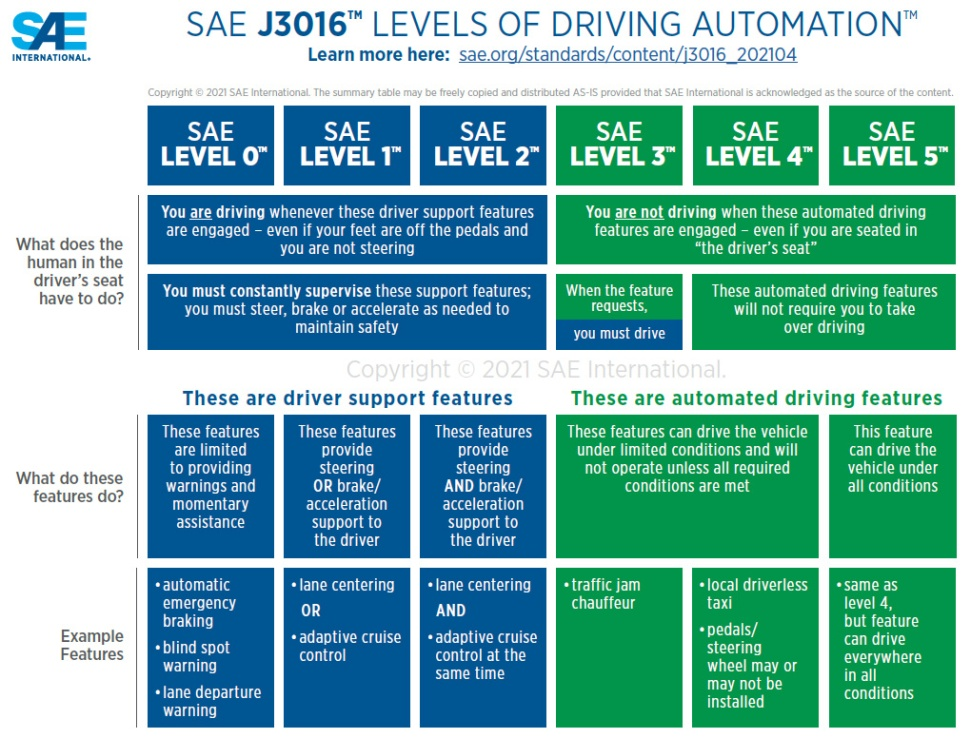 SAE INTERNATIONAL®
SAE J3016™ LEVELS OF DRIVING AUTOMATION™
Learn more here: sae.org/standards/content/j3016_202104
Copyright © 2021 SAE International. The summary table may be freely copied and distributed AS-IS provided that SAE International is acknowledged as the source of the content.
SAE
LEVEL 0™
SAE
LEVEL 1™
SAE
LEVEL 2™
SAE
LEVEL 3™
SAE
LEVEL 4™
SAE
LEVEL 5™
What does the
human in the
driver's seat
have to do?
You are driving whenever these driver support features
are engaged – even if your feet are off the pedals and
you are not steering
You are not driving when these automated driving
features are engaged – even if you are seated in
“the driver's seat”
You must constantly supervise these support features;
you must steer, brake or accelerate as needed to
maintain safety
When the feature
requests,
you must drive
These automated driving features
will not require you to take
over driving
Copyright © 2021 SAE International.
These are driver support features
These are automated driving features
What do these
features do?
These features
are limited
to providing
warnings and
momentary
assistance
These features
provide
steering
OR brake/
acceleration
support to
the driver
These features
provide
steering
AND brake/
acceleration
support to
the driver
These features can drive the vehicle
under limited conditions and will
not operate unless all required
conditions are met
This feature
can drive the
vehicle under
all conditions
Example
Features
• automatic
emergency
braking
• blind spot
warning
• lane departure
warning
• lane centering
OR
• adaptive cruise
control
• lane centering
AND
• adaptive cruise
control at the
same time
• traffic jam
chauffeur
• local driverless
taxi
• pedals/
steering
wheel may or
may not be
installed
• same as
level 4,
but feature
can drive
everywhere
in all
conditions